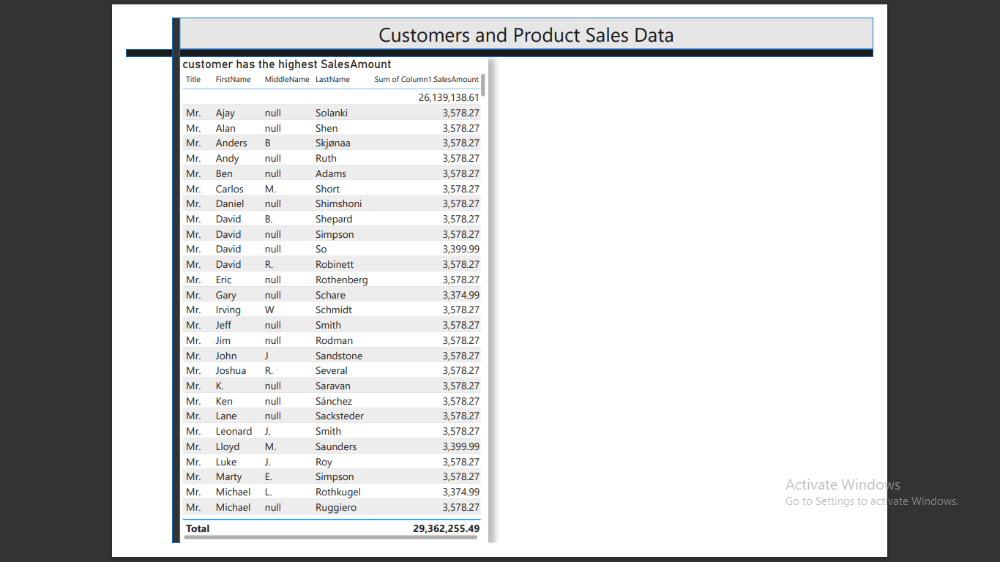 Customers and Product Sales Data
customer has the highest SalesAmount
Title FirstName MiddleName LastName Sum of Column1.SalesAmount
26,139,138.61
Mr. Ajay null Solanki 3,578.27
Mr. Alan null Shen 3,578.27
Mr. Anders B Skjønaa 3,578.27
Mr. Andy null Ruth 3,578.27
Mr. Ben null Adams 3,578.27
Mr. Carlos M. Short 3,578.27
Mr. Daniel null Shimshoni 3,578.27
Mr. David B. Shepard 3,578.27
Mr. David null Simpson 3,578.27
Mr. David null So 3,399.99
Mr. David R. Robinett 3,578.27
Mr. Eric null Rothenberg 3,578.27
Mr. Gary null Schare 3,374.99
Mr. Irving W Schmidt 3,578.27
Mr. Jeff null Smith 3,578.27
Mr. Jim null Rodman 3,578.27
Mr. John J Sandstone 3,578.27
Mr. Joshua R. Several 3,578.27
Mr. K. null Saravan 3,578.27
Mr. Ken null Sánchez 3,578.27
Mr. Lane null Sacksteder 3,578.27
Mr. Leonard J. Smith 3,578.27
Mr. Lloyd M. Saunders 3,399.99
Mr. Luke J. Roy 3,578.27
Mr. Marty E. Simpson 3,578.27
Mr. Michael L. Rothkugel 3,374.99
Mr. Michael null Ruggiero 3,578.27
Total 29,362,255.49
Activate Windows
Go to Settings to activate Windows.